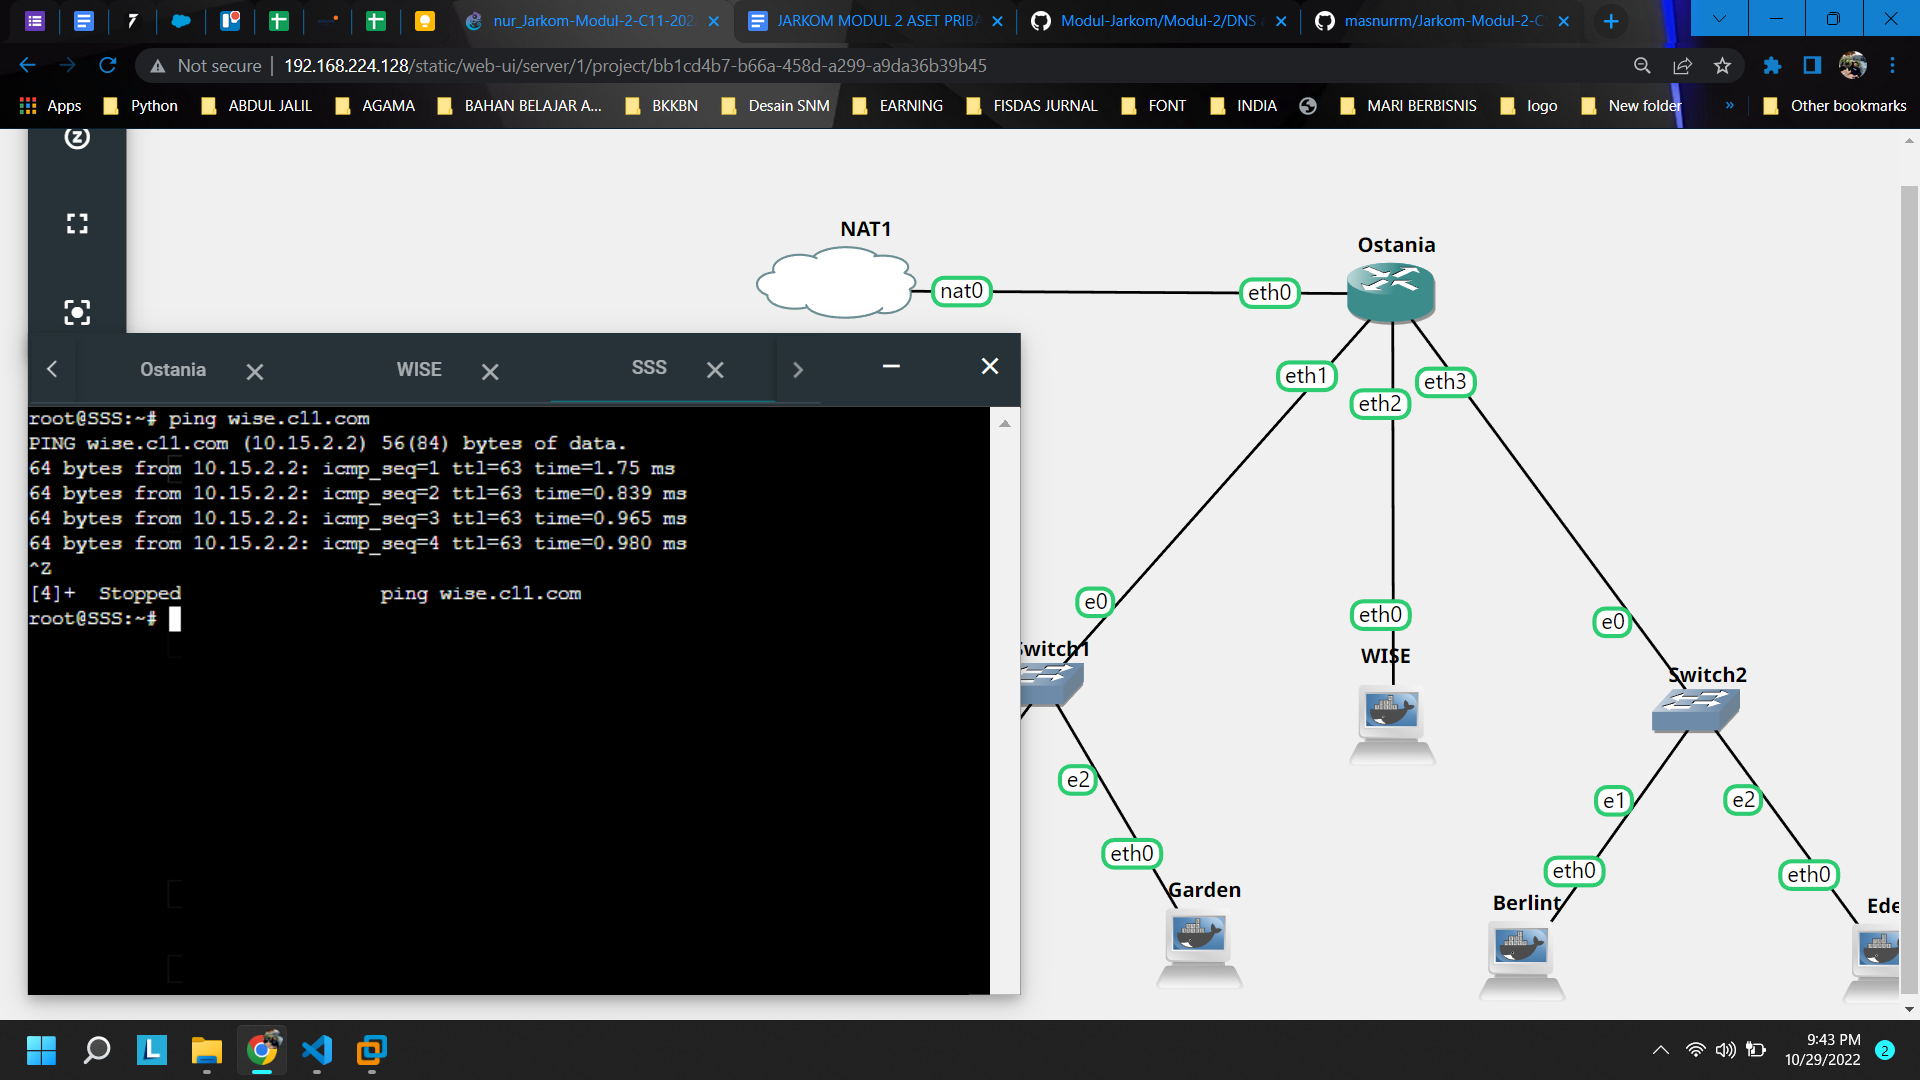 nur_Jarkom-Modul-2-C11-202
JARKOM MODUL 2 ASET PRIBA
Modul-Jarkom/Modul-2/DNS
masnurrm/Jarkom-Modul-2-C
Not secure | 192.168.224.128/static/web-ui/server/1/project/bb1cd4b7-b66a-458d-a299-a9da36b39b45
Apps Python ABDUL JALIL AGAMA BAHAN BELAJAR A... BKKBN Desain SNM EARNING FISDAS JURNAL FONT INDIA MARI BERBISNIS logo New folder » Other bookmarks
NAT1
Ostania
nat0
eth0
eth1
eth2
eth3
Ostania WISE SSS
root@SSS:~# ping wise.c11.com
PING wise.c11.com (10.15.2.2) 56(84) bytes of data.
64 bytes from 10.15.2.2: icmp_seq=1 ttl=63 time=1.75 ms
64 bytes from 10.15.2.2: icmp_seq=2 ttl=63 time=0.839 ms
64 bytes from 10.15.2.2: icmp_seq=3 ttl=63 time=0.965 ms
64 bytes from 10.15.2.2: icmp_seq=4 ttl=63 time=0.980 ms
^Z
[4]+  Stopped                 ping wise.c11.com
root@SSS:~#
e0
eth0
e0
Switch1
WISE
Switch2
e2
e1
e2
eth0
eth0
eth0
Garden
Berlint
Ede
9:43 PM
10/29/2022
2